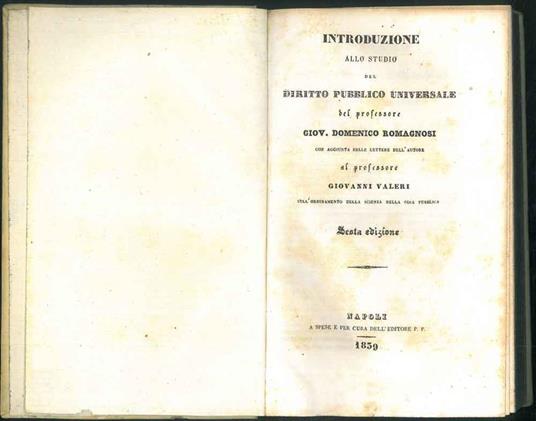 INTRODUZIONE
ALLO STUDIO
DEL
DIRITTO PUBBLICO UNIVERSALE
del professore
GIOV. DOMENICO ROMAGNOSI
CON AGGIUNTA DELLE LETTERE DELL'AUTORE
al professore
GIOVANNI VALERI
SULL'ORDINAMENTO DELLA SCIENZA DELLA COSA PUBBLICA
Sesta edizione
NAPOLI
A SPESE E PER CURA DELL'EDITORE P. P.
1839